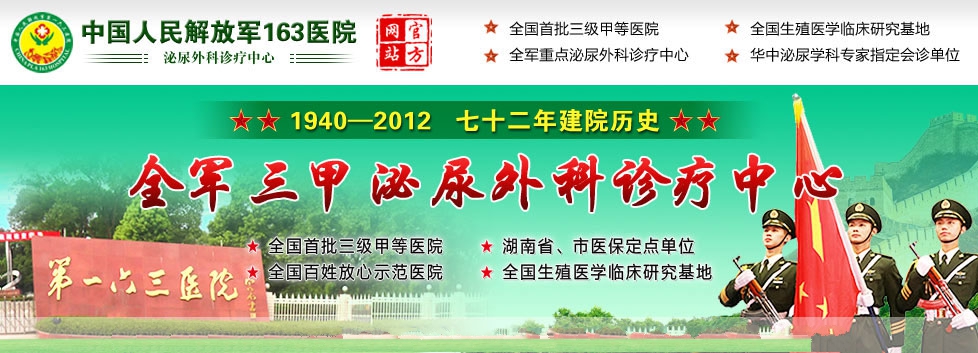 中国人民解放军163医院
泌尿外科诊疗中心
官方网站
全国首批三级甲等医院
全国生殖医学临床研究基地
全军重点泌尿外科诊疗中心
华中泌尿学科专家指定会诊单位
1940—2012 七十二年建院历史
全军三甲泌尿外科诊疗中心
全国首批三级甲等医院
湖南省、市医保定点单位
全国百姓放心示范医院
全国生殖医学临床研究基地
第一六三医院